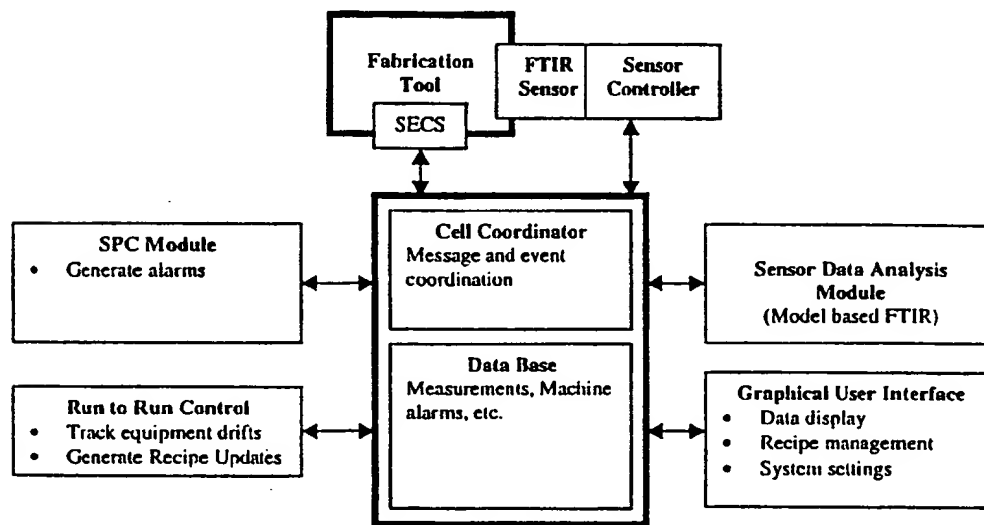 Fabrication
Tool
SECS
FTIR
Sensor
Sensor
Controller
SPC Module
• Generate alarms
Cell Coordinator
Message and event
coordination
Sensor Data Analysis
Module
(Model based FTIR)
Run to Run Control
• Track equipment drifts
• Generate Recipe Updates
Data Base
Measurements, Machine
alarms, etc.
Graphical User Interface
• Data display
• Recipe management
• System settings